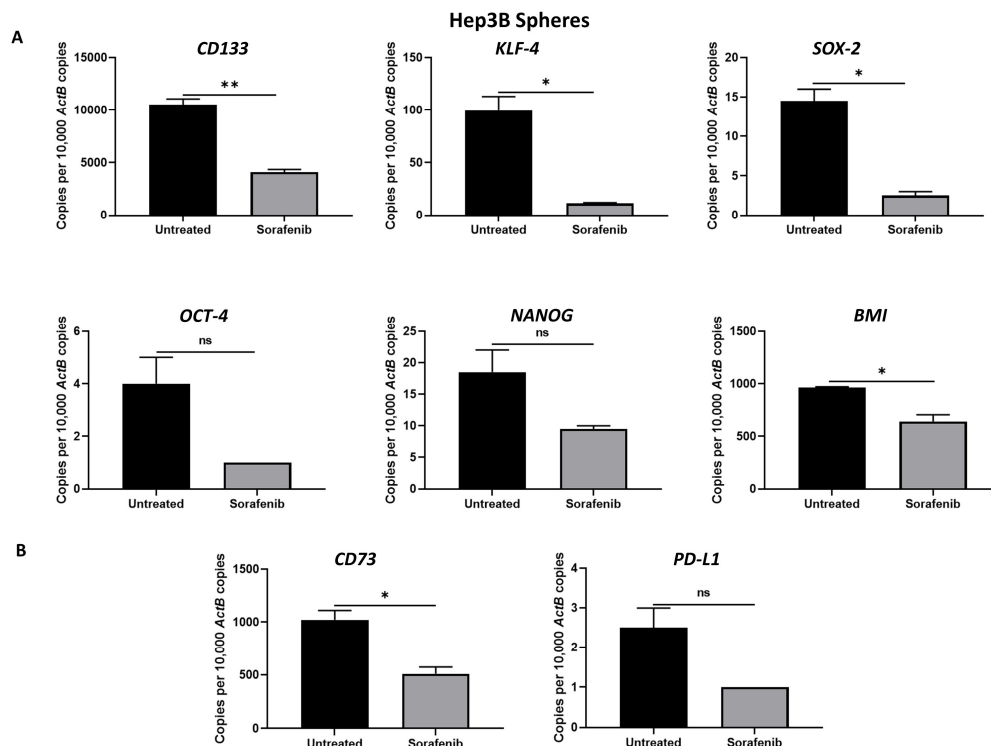 Hep3B Spheres
A
CD133
Copies per 10,000 ActB copies
15000
10000
5000
0
**
Untreated
Sorafenib
KLF-4
Copies per 10,000 ActB copies
150
100
50
0
*
Untreated
Sorafenib
SOX-2
Copies per 10,000 ActB copies
20
15
10
5
0
*
Untreated
Sorafenib
OCT-4
Copies per 10,000 ActB copies
6
4
2
0
ns
Untreated
Sorafenib
NANOG
Copies per 10,000 ActB copies
25
20
15
10
5
0
ns
Untreated
Sorafenib
BMI
Copies per 10,000 ActB copies
1500
1000
500
0
*
Untreated
Sorafenib
B
CD73
Copies per 10,000 ActB copies
1500
1000
500
0
*
Untreated
Sorafenib
PD-L1
Copies per 10,000 ActB copies
4
3
2
1
0
ns
Untreated
Sorafenib